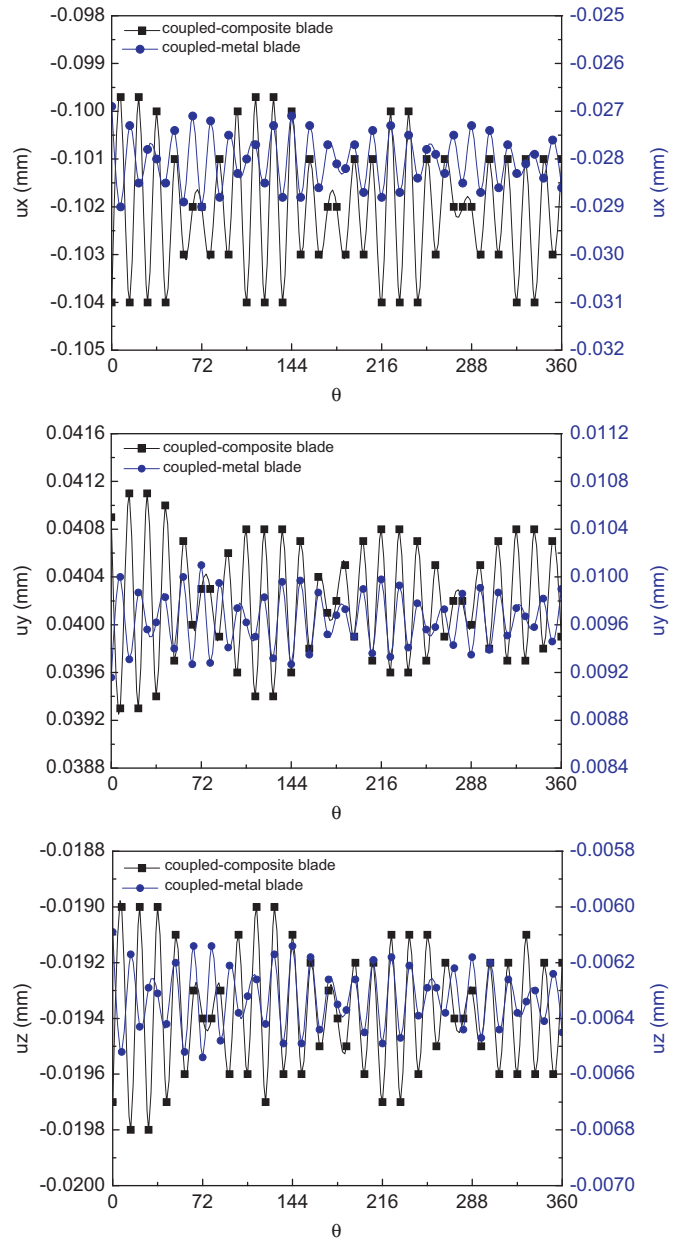 coupled-composite blade
coupled-metal blade
-0.098
-0.099
-0.100
-0.101
-0.102
-0.103
-0.104
-0.105
ux (mm)
-0.025
-0.026
-0.027
-0.028
-0.029
-0.030
-0.031
-0.032
ux (mm)
0 72 144 216 288 360
θ
coupled-composite blade
coupled-metal blade
0.0416
0.0412
0.0408
0.0404
0.0400
0.0396
0.0392
0.0388
uy (mm)
0.0112
0.0108
0.0104
0.0100
0.0096
0.0092
0.0088
0.0084
uy (mm)
0 72 144 216 288 360
θ
coupled-composite blade
coupled-metal blade
-0.0188
-0.0190
-0.0192
-0.0194
-0.0196
-0.0198
-0.0200
uz (mm)
-0.0058
-0.0060
-0.0062
-0.0064
-0.0066
-0.0068
-0.0070
uz (mm)
0 72 144 216 288 360
θ